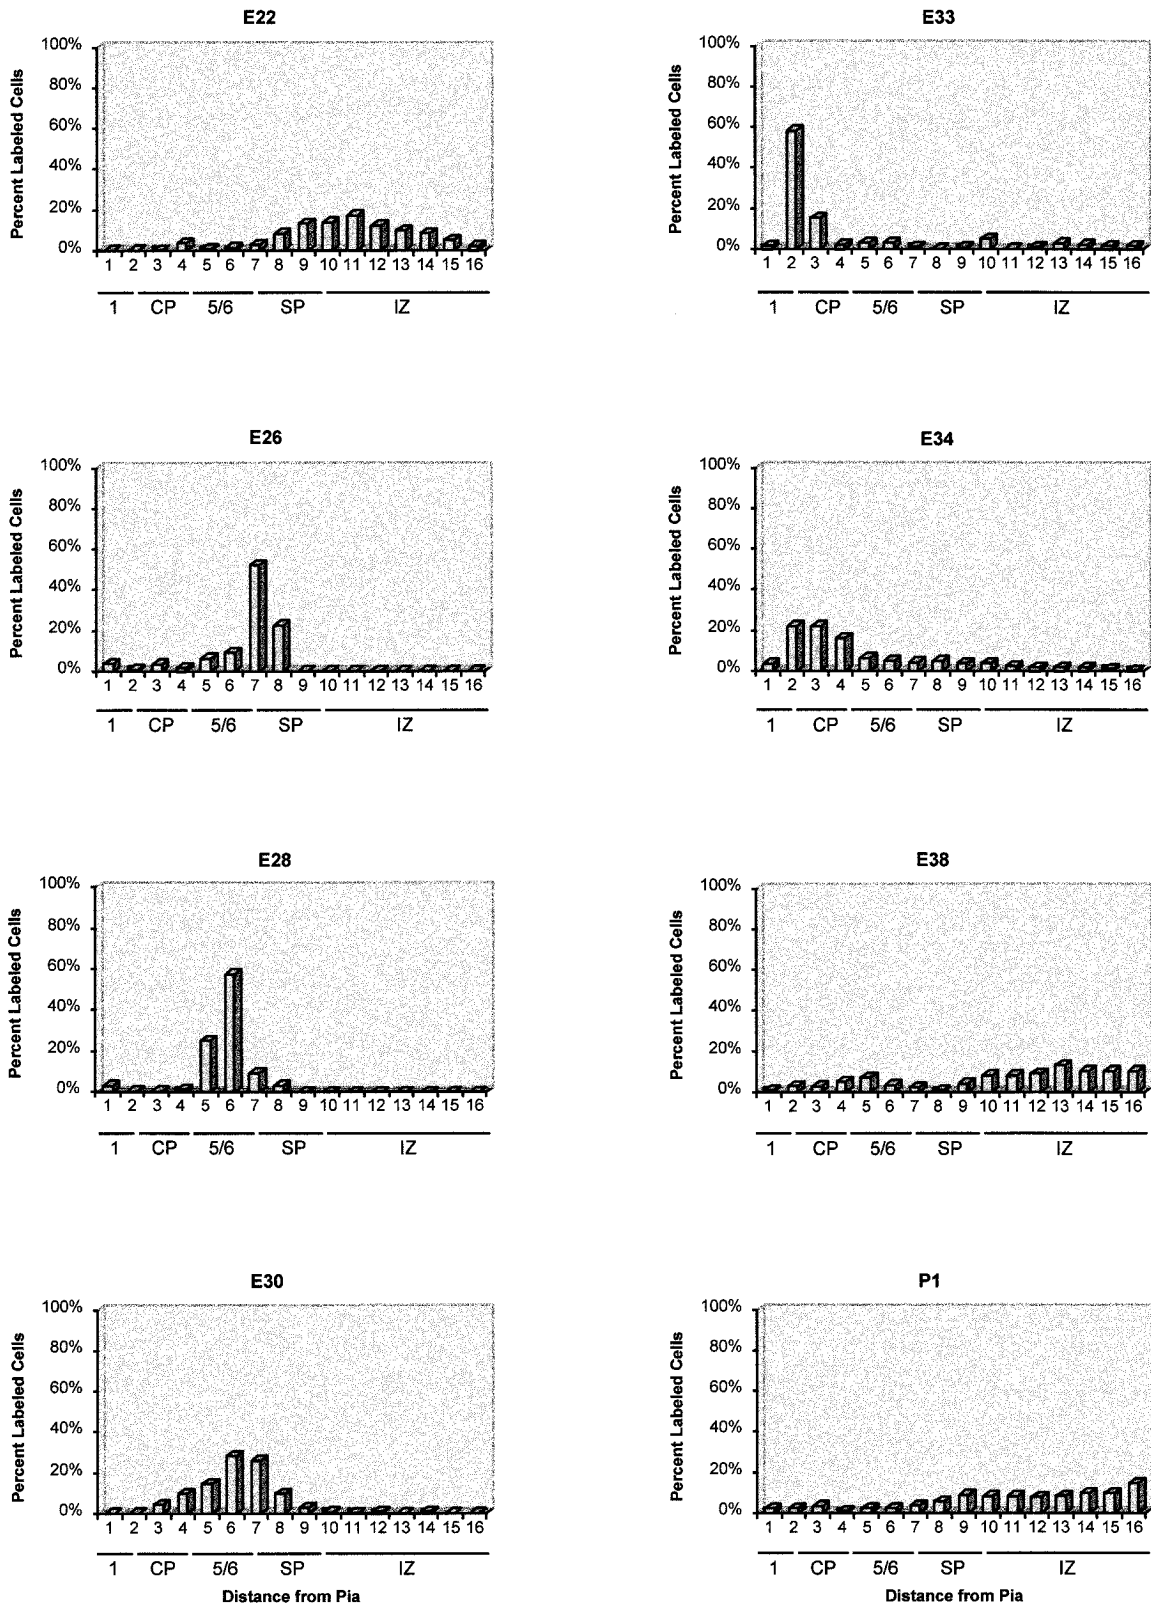 E22
Percent Labeled Cells
100%
80%
60%
40%
20%
0%
1 2 3 4 5 6 7 8 9 10 11 12 13 14 15 16
1 CP 5/6 SP IZ
E33
Percent Labeled Cells
100%
80%
60%
40%
20%
0%
1 2 3 4 5 6 7 8 9 10 11 12 13 14 15 16
1 CP 5/6 SP IZ
E26
Percent Labeled Cells
100%
80%
60%
40%
20%
0%
1 2 3 4 5 6 7 8 9 10 11 12 13 14 15 16
1 CP 5/6 SP IZ
E34
Percent Labeled Cells
100%
80%
60%
40%
20%
0%
1 2 3 4 5 6 7 8 9 10 11 12 13 14 15 16
1 CP 5/6 SP IZ
E28
Percent Labeled Cells
100%
80%
60%
40%
20%
0%
1 2 3 4 5 6 7 8 9 10 11 12 13 14 15 16
1 CP 5/6 SP IZ
E38
Percent Labeled Cells
100%
80%
60%
40%
20%
0%
1 2 3 4 5 6 7 8 9 10 11 12 13 14 15 16
1 CP 5/6 SP IZ
E30
Percent Labeled Cells
100%
80%
60%
40%
20%
0%
1 2 3 4 5 6 7 8 9 10 11 12 13 14 15 16
1 CP 5/6 SP IZ
Distance from Pia
P1
Percent Labeled Cells
100%
80%
60%
40%
20%
0%
1 2 3 4 5 6 7 8 9 10 11 12 13 14 15 16
1 CP 5/6 SP IZ
Distance from Pia